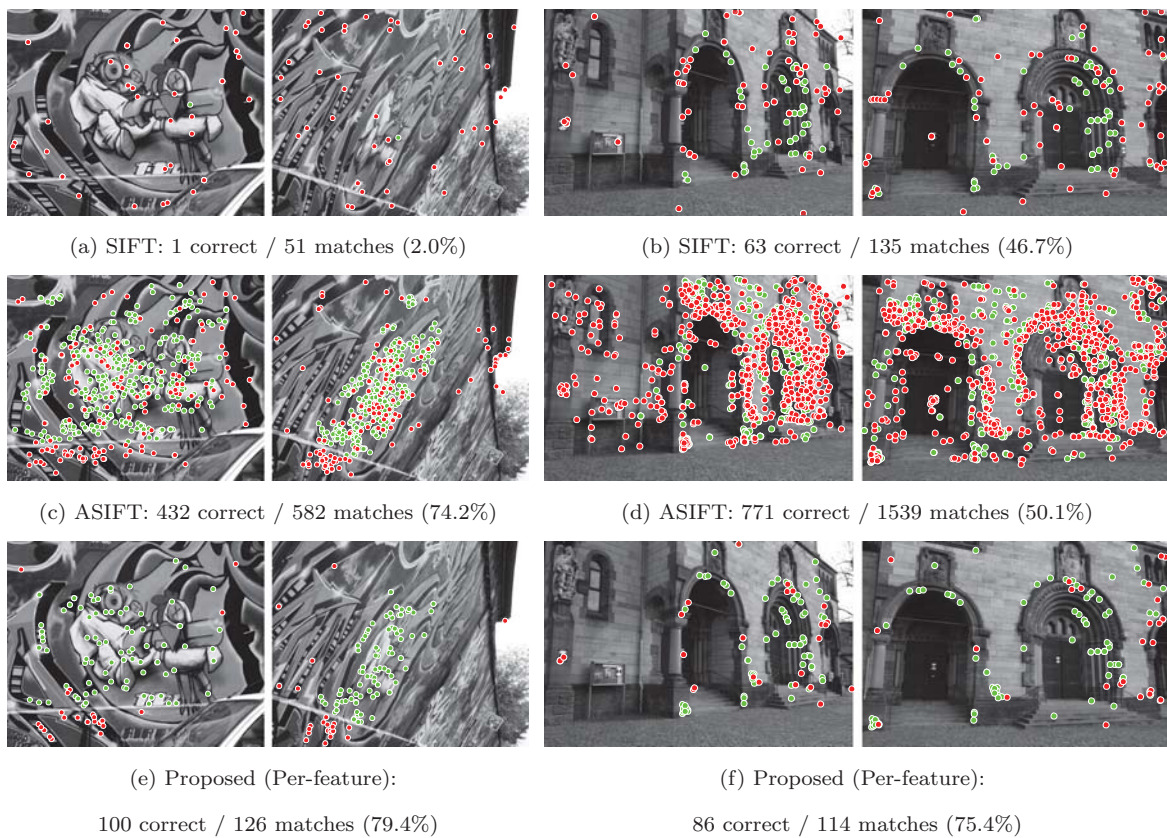 (a) SIFT: 1 correct / 51 matches (2.0%)
(b) SIFT: 63 correct / 135 matches (46.7%)
(c) ASIFT: 432 correct / 582 matches (74.2%)
(d) ASIFT: 771 correct / 1539 matches (50.1%)
(e) Proposed (Per-feature):
100 correct / 126 matches (79.4%)
(f) Proposed (Per-feature):
86 correct / 114 matches (75.4%)